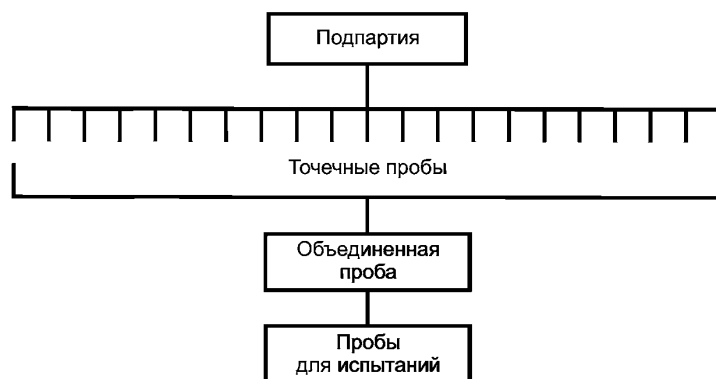 Подпартия
Точечные пробы
Объединенная
проба
Пробы
для испытаний